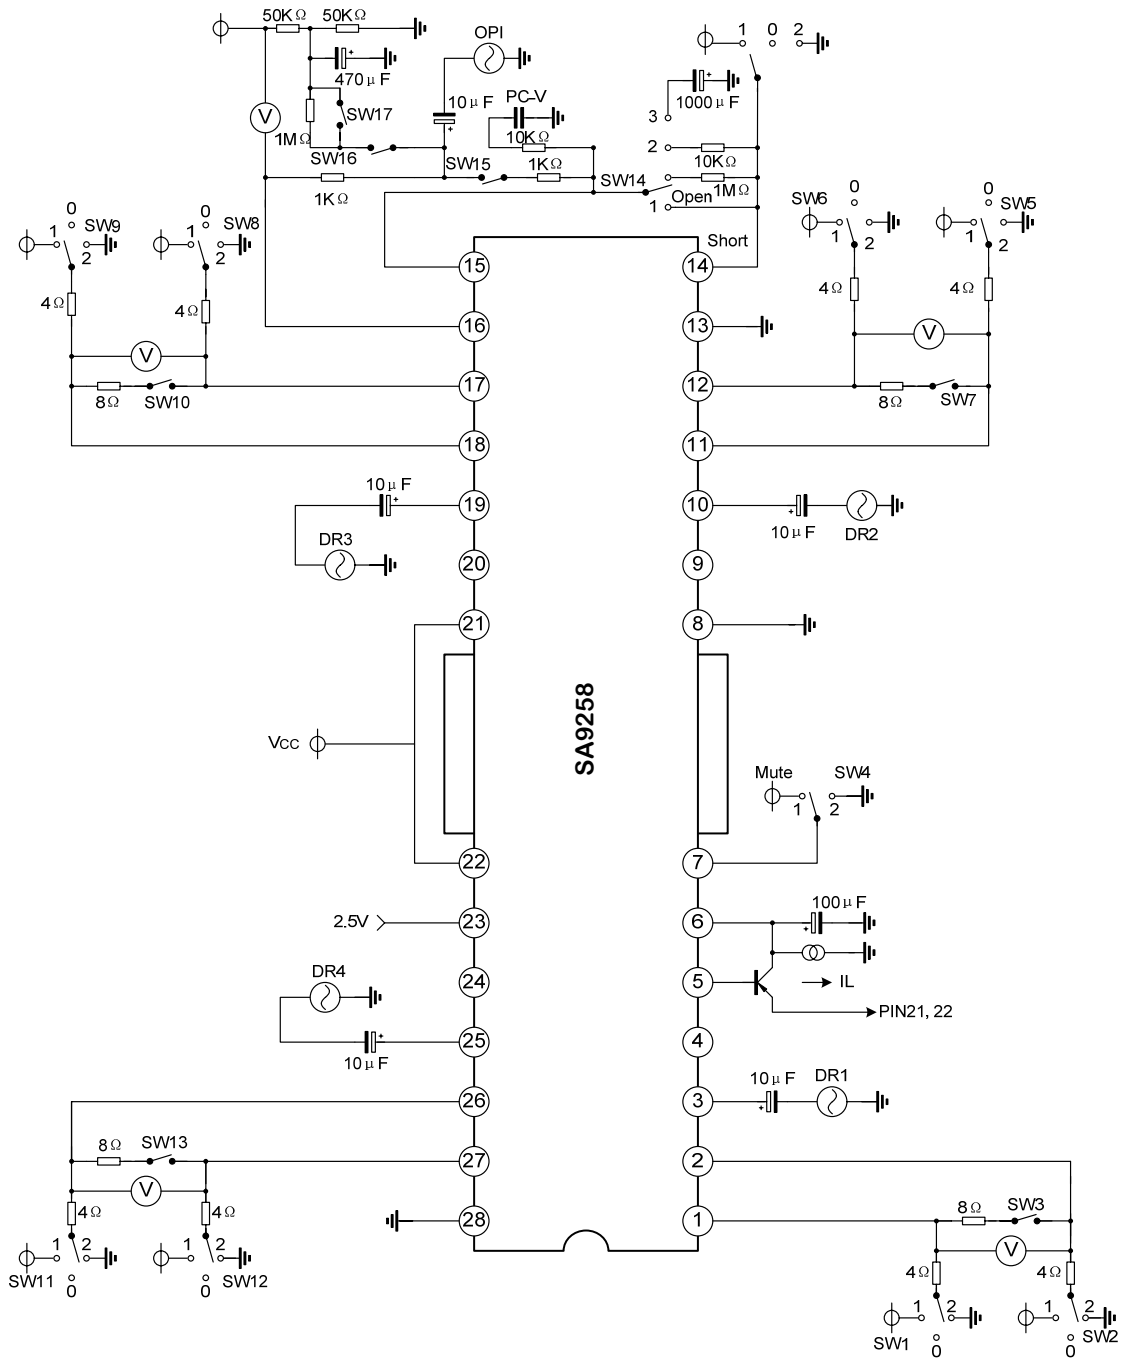 50KΩ 50KΩ
OPI
1 0 2
470μF
10μF
PC-V
1000μF
V
SW17
3
1MΩ
10KΩ
2
SW16
SW15
1KΩ
10KΩ
SW14
1KΩ
1MΩ
Open
1
Short
0
SW9
1
2
0
SW8
1
2
0
SW6
1
2
0
SW5
1
2
4Ω
4Ω
4Ω
4Ω
V
V
8Ω
SW10
8Ω
SW7
15
14
16
13
17
12
18
11
10μF
19
10
10μF
DR3
DR2
20
9
21
8
SA9258
VCC
Mute
SW4
1
2
22
7
2.5V
23
6
100μF
DR4
24
5
IL
PIN21, 22
10μF
25
4
26
3
10μF
DR1
8Ω
SW13
27
2
V
4Ω
4Ω
28
1
8Ω
SW3
V
1
2
1
2
SW11
0
0
SW12
4Ω
4Ω
1
2
1
2
SW1
0
0
SW2